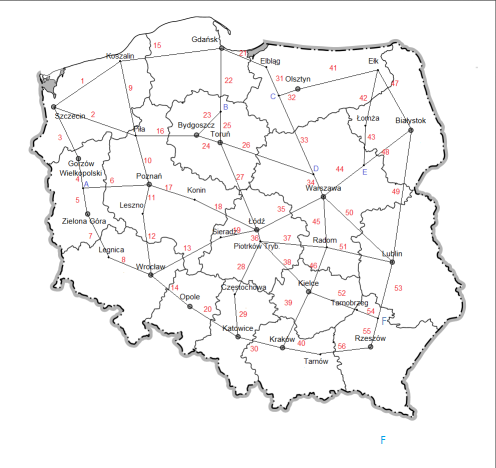 Gdańsk
15
21
Koszalin
Elbląg
41
Ełk
1
31
Olsztyn
47
22
9
C
32
42
B
2
23
Szczecin
Łomża
Białystok
Bydgoszcz
25
Piła
16
Toruń
43
3
33
24
26
48
10
Gorzów
Wielkopolski
D
44
E
4
6
Poznań
34
A
17
27
Warszawa
49
Konin
5
11
Leszno
18
35
50
Zielona Góra
Łódź
45
7
12
Sieradz
19
36
37
Radom
Piotrków Tryb.
51
Legnica
13
8
Lublin
Wrocław
28
38
46
14
Częstochowa
Kielce
53
Opole
52
39
Tarnobrzeg
20
29
54
F
Katowice
55
Kraków
40
Rzeszów
30
56
Tarnów
F